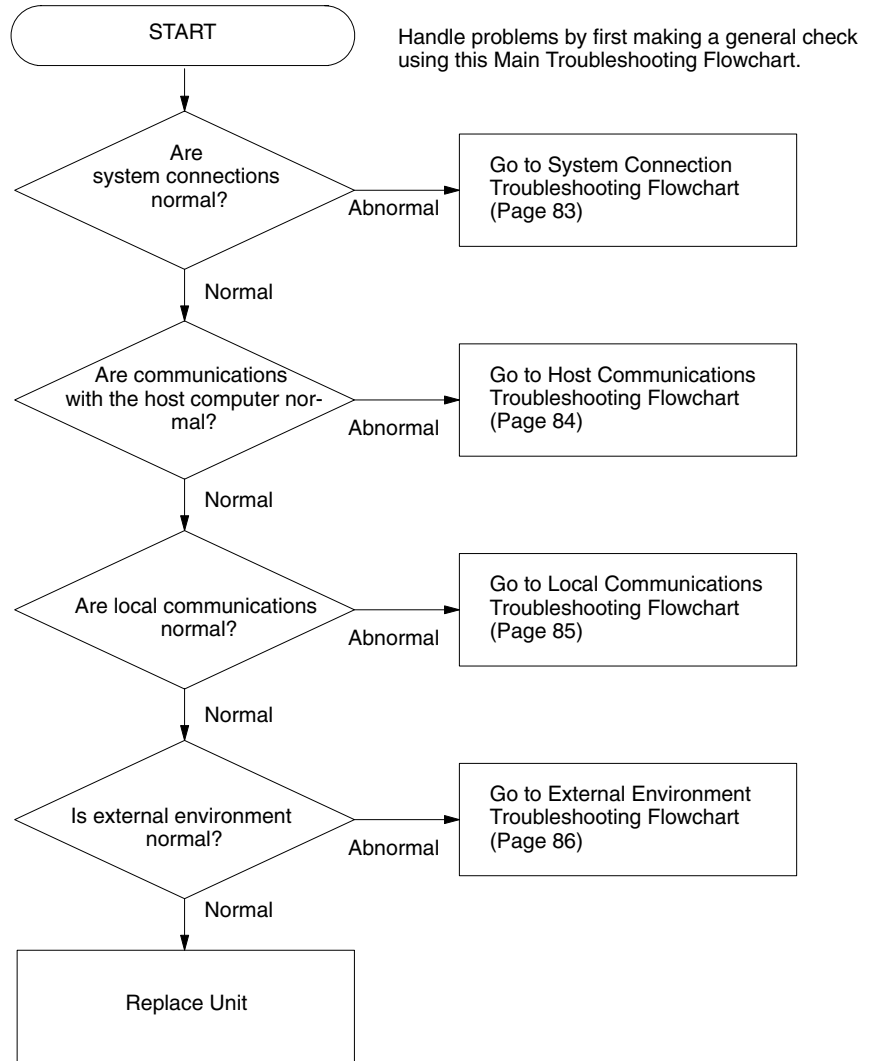 START
Handle problems by first making a general check
using this Main Troubleshooting Flowchart.
Are
system connections
normal?
Abnormal
Go to System Connection
Troubleshooting Flowchart
(Page 83)
Normal
Are communications
with the host computer nor-
mal?
Abnormal
Go to Host Communications
Troubleshooting Flowchart
(Page 84)
Normal
Are local communications
normal?
Abnormal
Go to Local Communications
Troubleshooting Flowchart
(Page 85)
Normal
Is external environment
normal?
Abnormal
Go to External Environment
Troubleshooting Flowchart
(Page 86)
Normal
Replace Unit